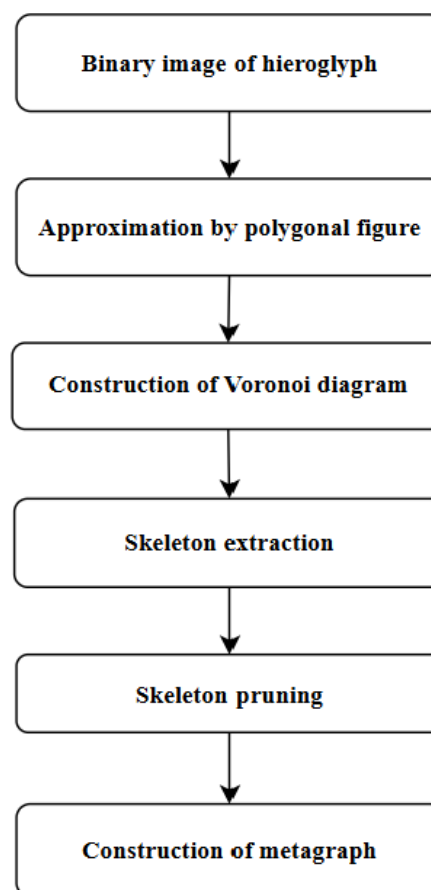 Binary image of hieroglyph
Approximation by polygonal figure
Construction of Voronoi diagram
Skeleton extraction
Skeleton pruning
Construction of metagraph